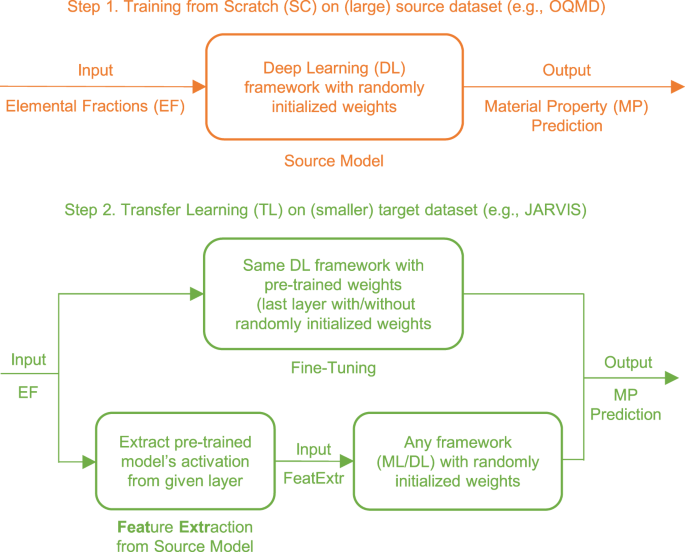 Step 1. Training from Scratch (SC) on (large) source dataset (e.g., OQMD)
Input
Elemental Fractions (EF)
Deep Learning (DL)
framework with randomly
initialized weights
Source Model
Output
Material Property (MP)
Prediction
Step 2. Transfer Learning (TL) on (smaller) target dataset (e.g., JARVIS)
Input
EF
Same DL framework with
pre-trained weights
(last layer with/without
randomly initialized weights
Fine-Tuning
Extract pre-trained
model's activation
from given layer
Feature Extraction
from Source Model
Input
FeatExtr
Any framework
(ML/DL) with randomly
initialized weights
Output
MP
Prediction